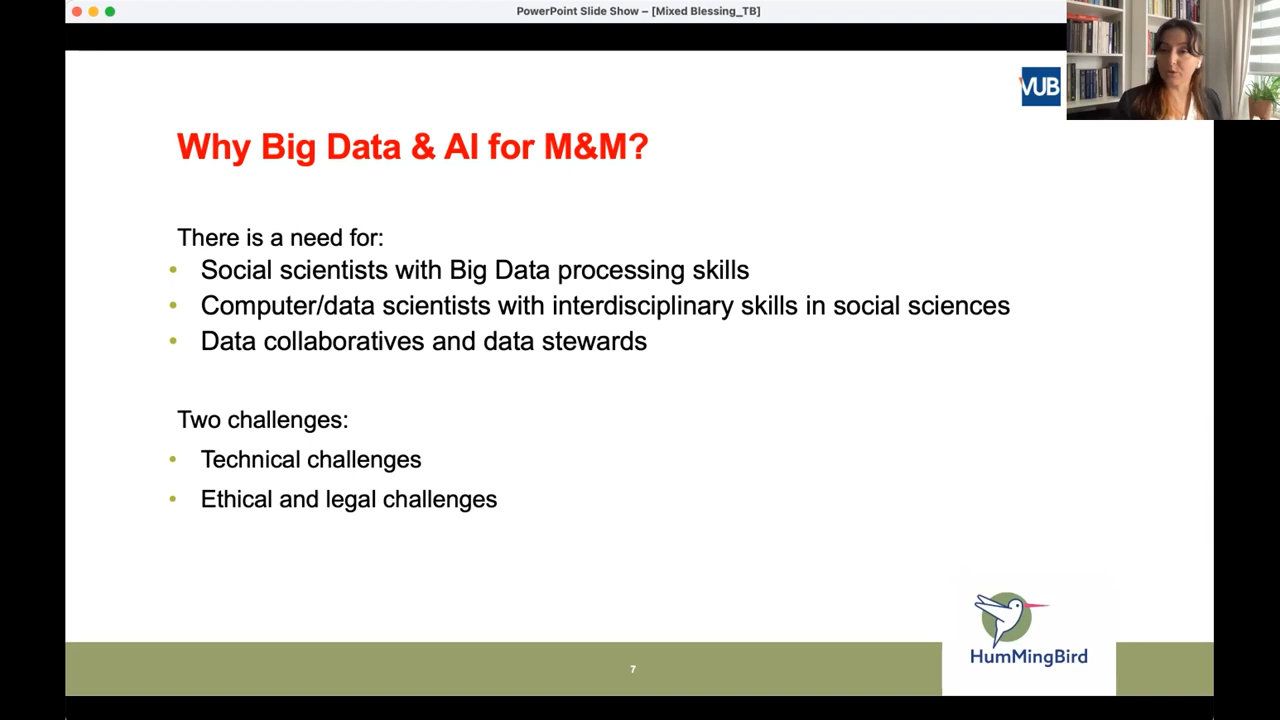 PowerPoint Slide Show – [Mixed Blessing_TB]
VUB
Why Big Data & AI for M&M?
There is a need for:
• Social scientists with Big Data processing skills
• Computer/data scientists with interdisciplinary skills in social sciences
• Data collaboratives and data stewards
Two challenges:
• Technical challenges
• Ethical and legal challenges
HumMingBird
7